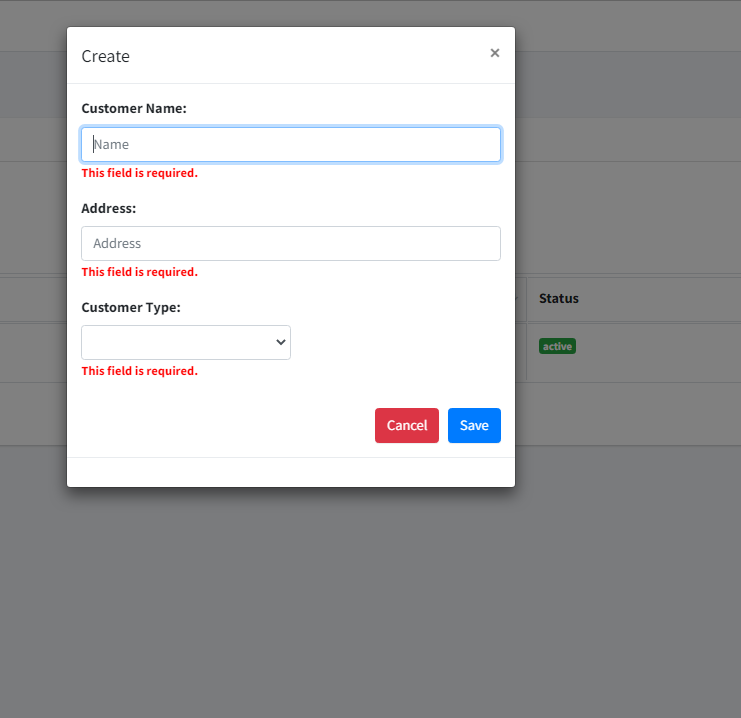 Create
×
Customer Name:
Name
This field is required.
Address:
Address
This field is required.
Customer Type:
This field is required.
Cancel Save
Status
active